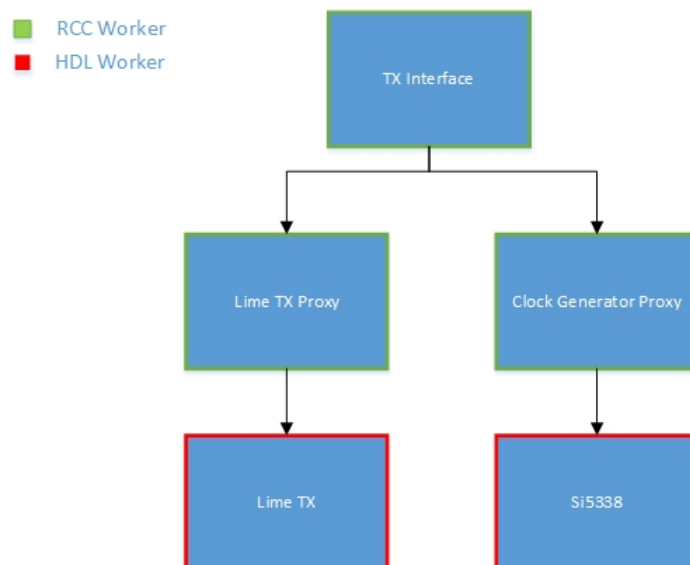 RCC Worker
HDL Worker
TX Interface
Lime TX Proxy
Clock Generator Proxy
Lime TX
Si5338